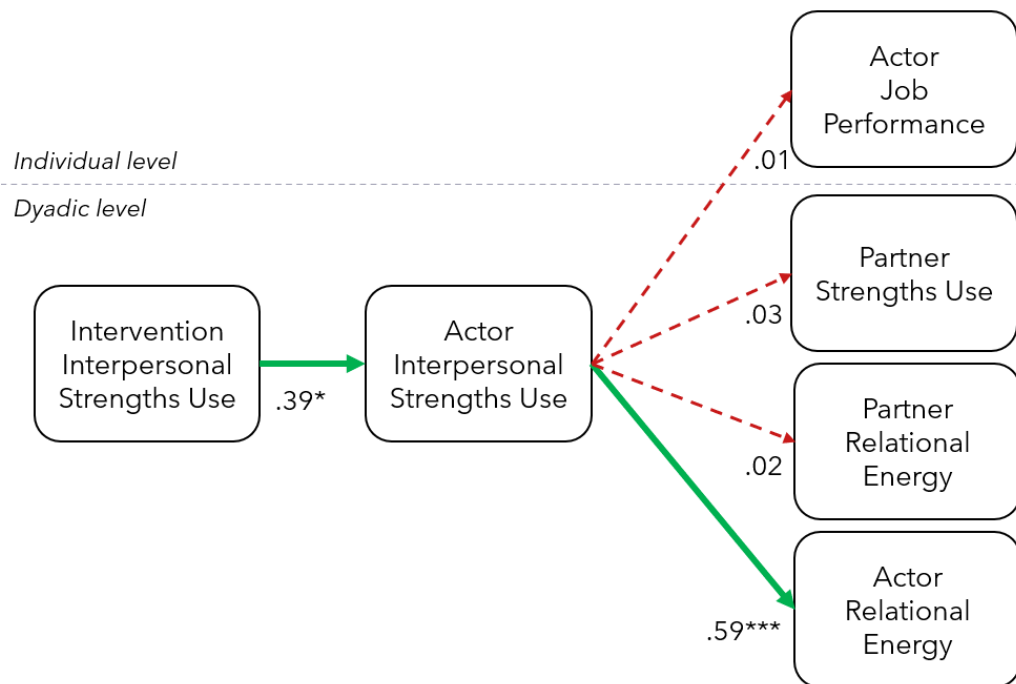 Actor
Job
Performance
Individual level
.01
Dyadic level
Partner
Strengths Use
.03
Intervention
Interpersonal
Strengths Use
.39*
Actor
Interpersonal
Strengths Use
Partner
Relational
Energy
.02
Actor
Relational
Energy
.59***